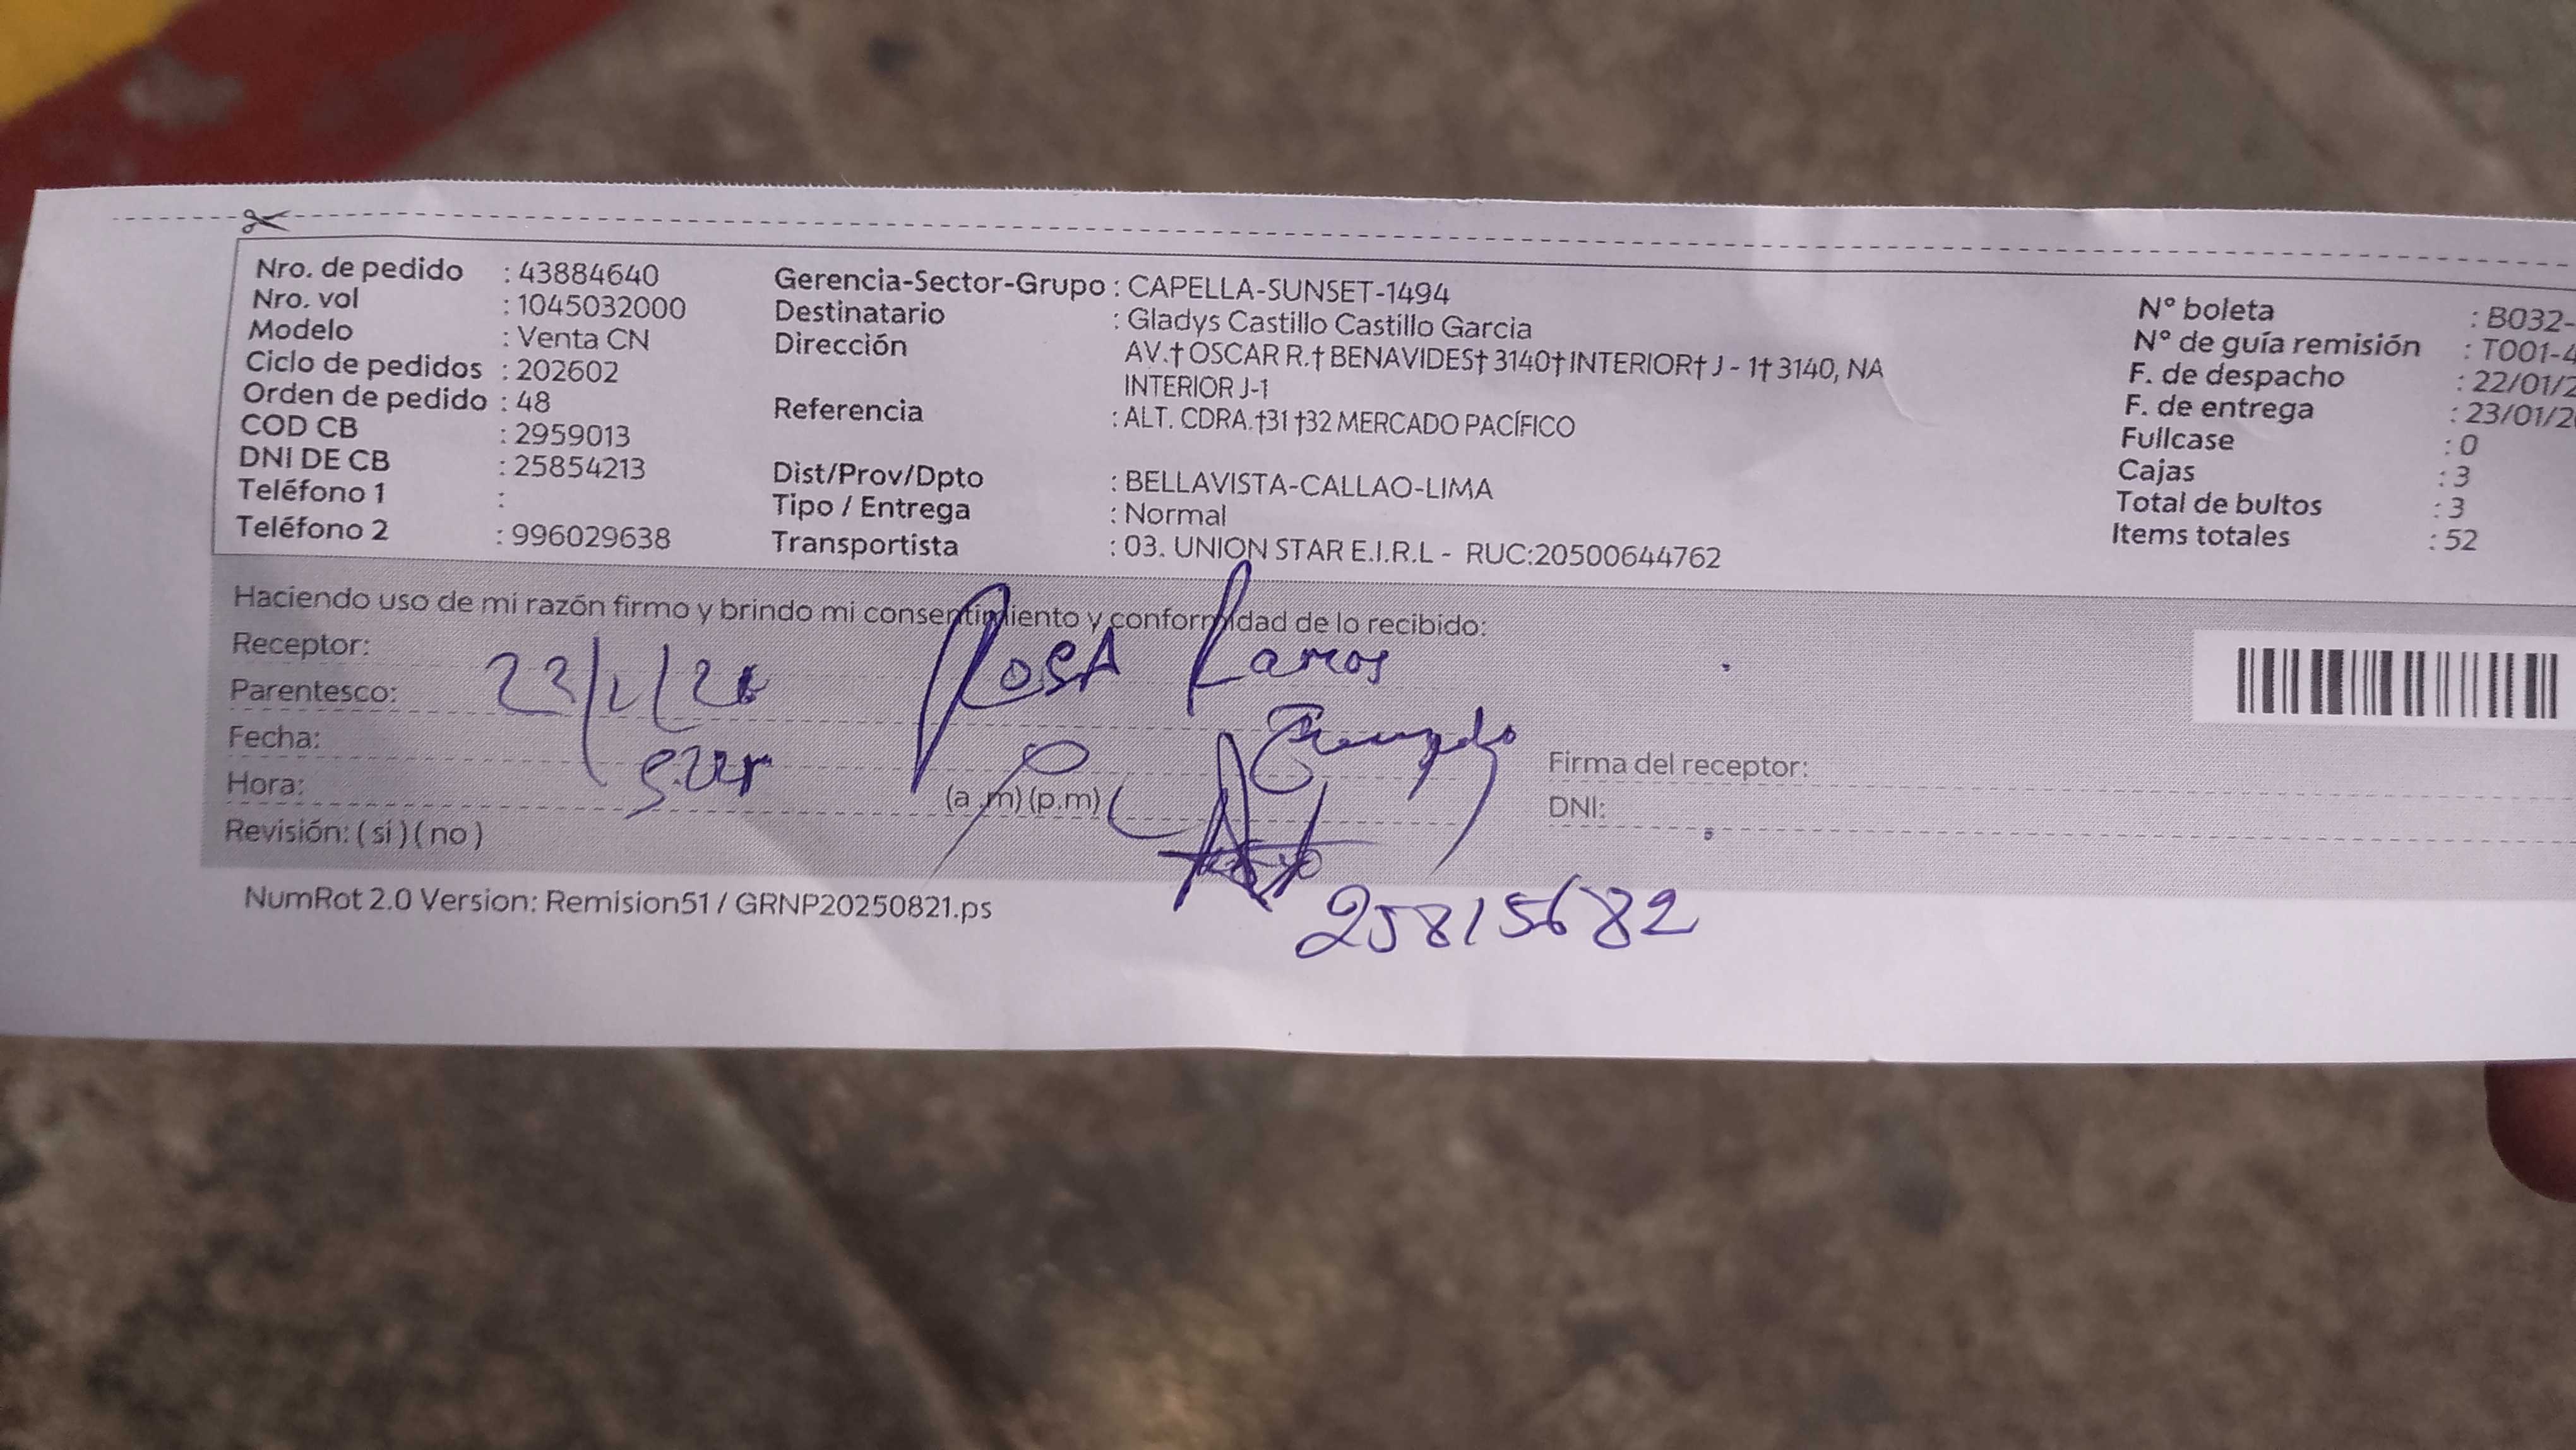 Nro. de pedido : 43884640
Nro. vol : 1045032000
Modelo : Venta CN
Ciclo de pedidos : 202602
Orden de pedido : 48
COD CB : 2959013
DNI DE CB : 25854213
Teléfono 1 :
Teléfono 2 : 996029638
Gerencia-Sector-Grupo : CAPELLA-SUNSET-1494
Destinatario : Gladys Castillo Castillo Garcia
Dirección AV.† OSCAR R.† BENAVIDES† 3140† INTERIOR† J - 1† 3140, NA
INTERIOR J-1
Referencia : ALT. CDRA.†31 †32 MERCADO PACÍFICO
Dist/Prov/Dpto : BELLAVISTA-CALLAO-LIMA
Tipo / Entrega : Normal
Transportista : 03. UNION STAR E.I.R.L - RUC:20500644762
N° boleta : B032-
N° de guía remisión : T001-4
F. de despacho : 22/01/2
F. de entrega : 23/01/2
Fullcase : 0
Cajas : 3
Total de bultos : 3
Items totales : 52
Haciendo uso de mi razón firmo y brindo mi consentimiento y conformidad de lo recibido:
Receptor: Rosa Ramos
Parentesco: 23/1/26
Fecha:
Hora: (a.m) (p.m)
Revisión: ( si ) ( no )
Firma del receptor:
DNI:
25815682
NumRot 2.0 Version: Remision51 / GRNP20250821.ps